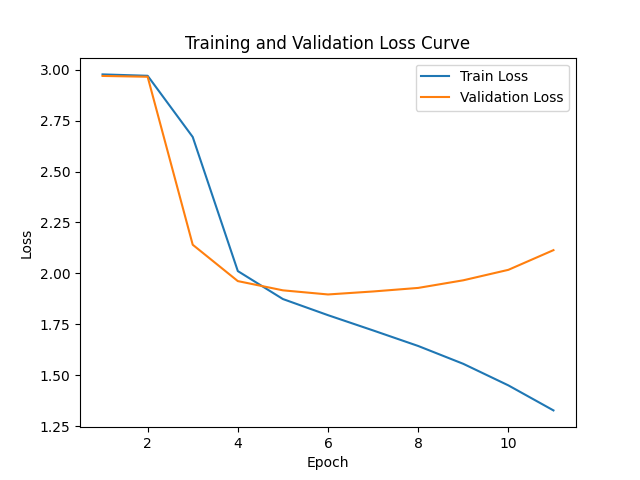 Training and Validation Loss Curve
Train Loss
Validation Loss
3.00
2.75
2.50
2.25
2.00
1.75
1.50
1.25
Loss
2 4 6 8 10
Epoch